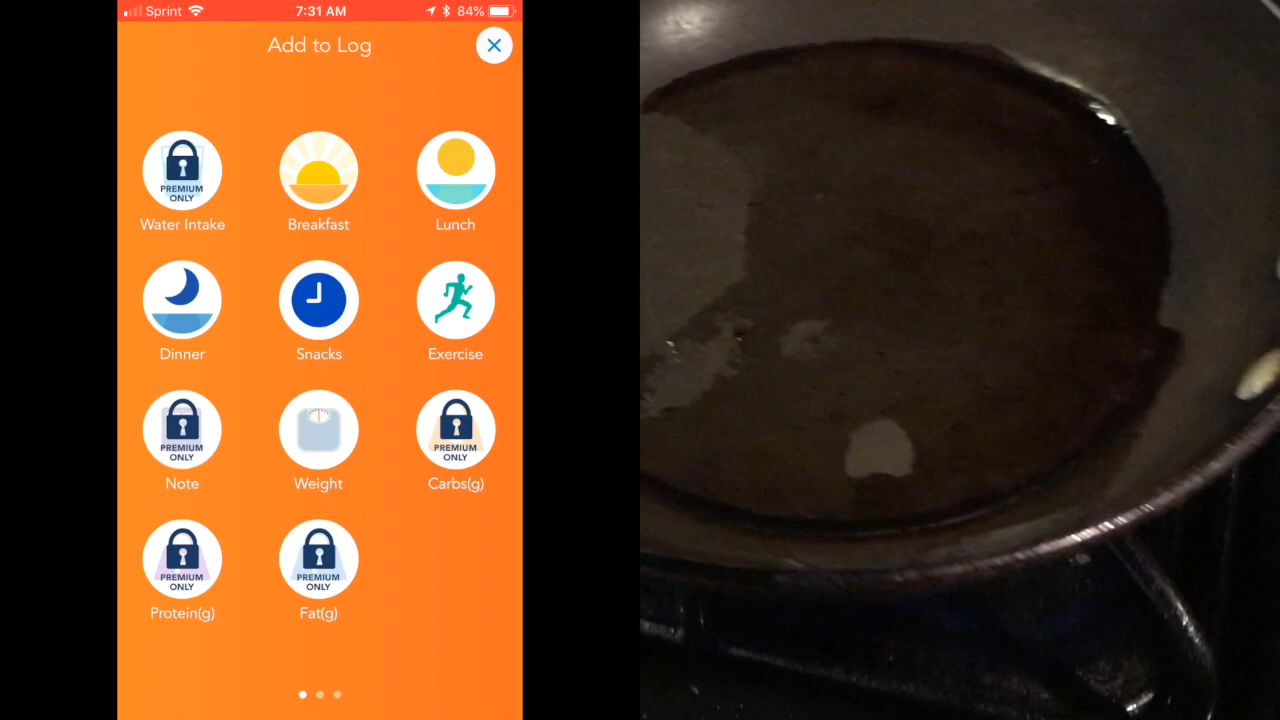 Sprint 7:31 AM 84%
Add to Log
PREMIUM
ONLY
Water Intake Breakfast Lunch
Dinner Snacks Exercise
PREMIUM PREMIUM
ONLY ONLY
Note Weight Carbs(g)
PREMIUM PREMIUM
ONLY ONLY
Protein(g) Fat(g)